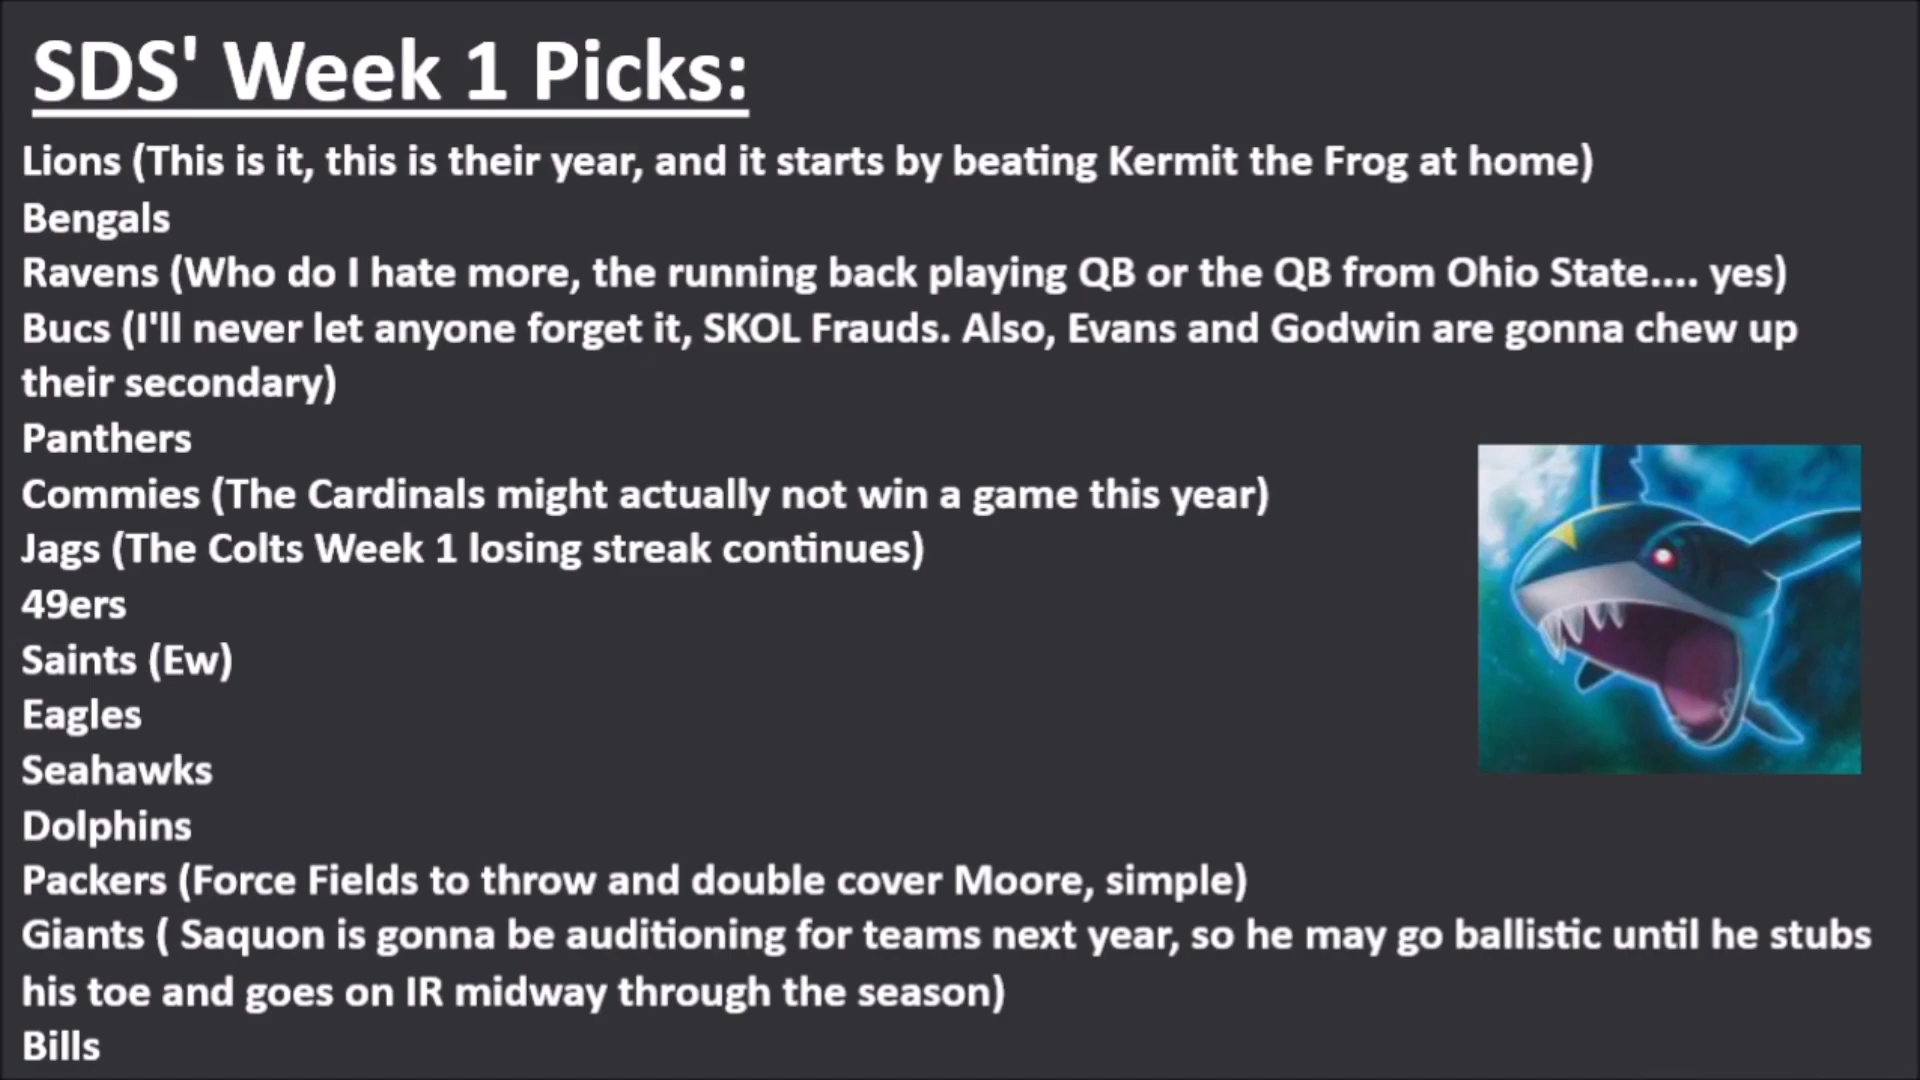 SDS' Week 1 Picks:
Lions (This is it, this is their year, and it starts by beating Kermit the Frog at home)
Bengals
Ravens (Who do I hate more, the running back playing QB or the QB from Ohio State.... yes)
Bucs (I'll never let anyone forget it, SKOL Frauds. Also, Evans and Godwin are gonna chew up
their secondary)
Panthers
Commies (The Cardinals might actually not win a game this year)
Jags (The Colts Week 1 losing streak continues)
49ers
Saints (Ew)
Eagles
Seahawks
Dolphins
Packers (Force Fields to throw and double cover Moore, simple)
Giants ( Saquon is gonna be auditioning for teams next year, so he may go ballistic until he stubs
his toe and goes on IR midway through the season)
Bills